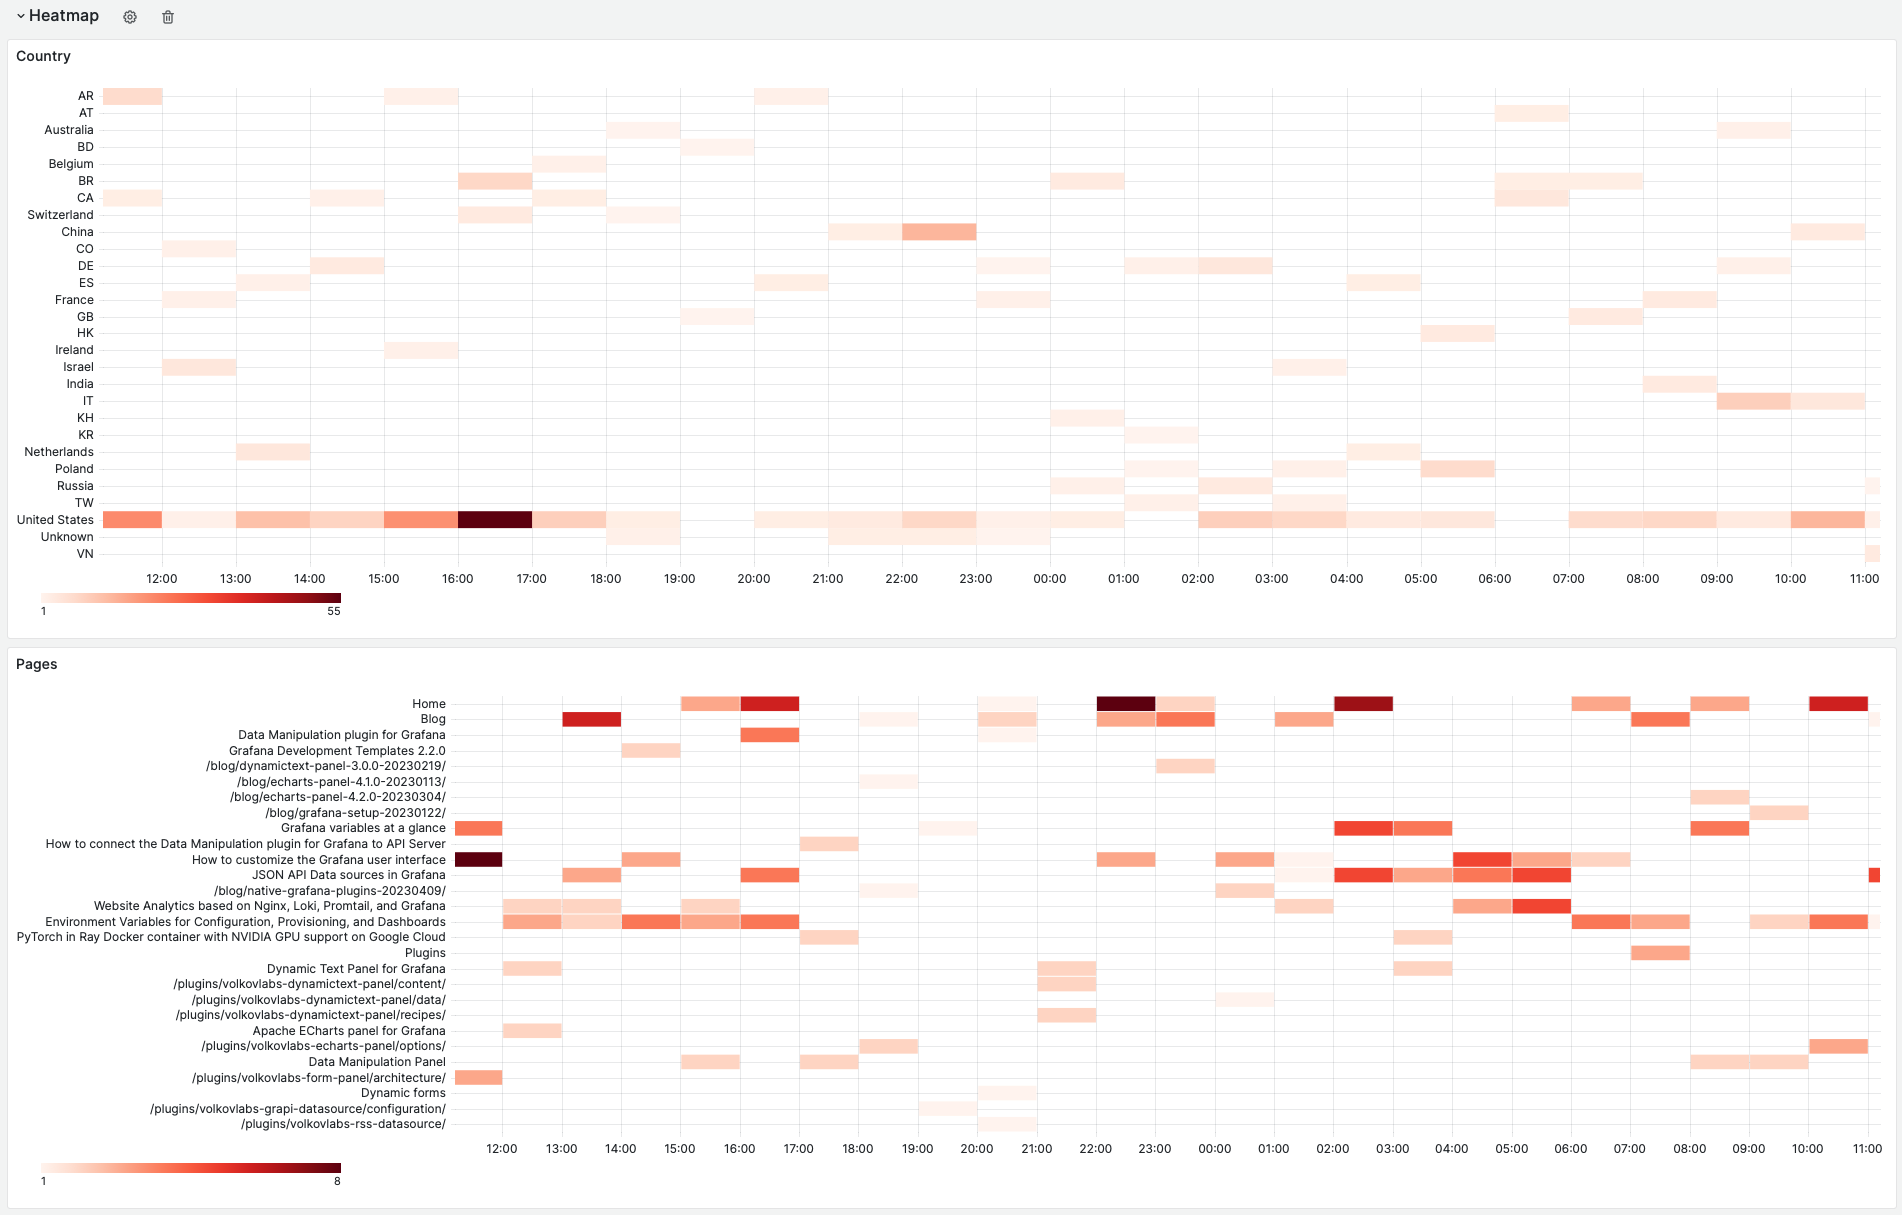 Heatmap
Country
AR
AT
Australia
BD
Belgium
BR
CA
Switzerland
China
CO
DE
ES
France
GB
HK
Ireland
Israel
India
IT
KH
KR
Netherlands
Poland
Russia
TW
United States
Unknown
VN
12:00 13:00 14:00 15:00 16:00 17:00 18:00 19:00 20:00 21:00 22:00 23:00 00:00 01:00 02:00 03:00 04:00 05:00 06:00 07:00 08:00 09:00 10:00 11:00
1 55
Pages
Home
Blog
Data Manipulation plugin for Grafana
Grafana Development Templates 2.2.0
/blog/dynamictext-panel-3.0.0-20230219/
/blog/echarts-panel-4.1.0-20230113/
/blog/echarts-panel-4.2.0-20230304/
/blog/grafana-setup-20230122/
Grafana variables at a glance
How to connect the Data Manipulation plugin for Grafana to API Server
How to customize the Grafana user interface
JSON API Data sources in Grafana
/blog/native-grafana-plugins-20230409/
Website Analytics based on Nginx, Loki, Promtail, and Grafana
Environment Variables for Configuration, Provisioning, and Dashboards
PyTorch in Ray Docker container with NVIDIA GPU support on Google Cloud
Plugins
Dynamic Text Panel for Grafana
/plugins/volkovlabs-dynamictext-panel/content/
/plugins/volkovlabs-dynamictext-panel/data/
/plugins/volkovlabs-dynamictext-panel/recipes/
Apache ECharts panel for Grafana
/plugins/volkovlabs-echarts-panel/options/
Data Manipulation Panel
/plugins/volkovlabs-form-panel/architecture/
Dynamic forms
/plugins/volkovlabs-grapi-datasource/configuration/
/plugins/volkovlabs-rss-datasource/
12:00 13:00 14:00 15:00 16:00 17:00 18:00 19:00 20:00 21:00 22:00 23:00 00:00 01:00 02:00 03:00 04:00 05:00 06:00 07:00 08:00 09:00 10:00 11:00
1 8